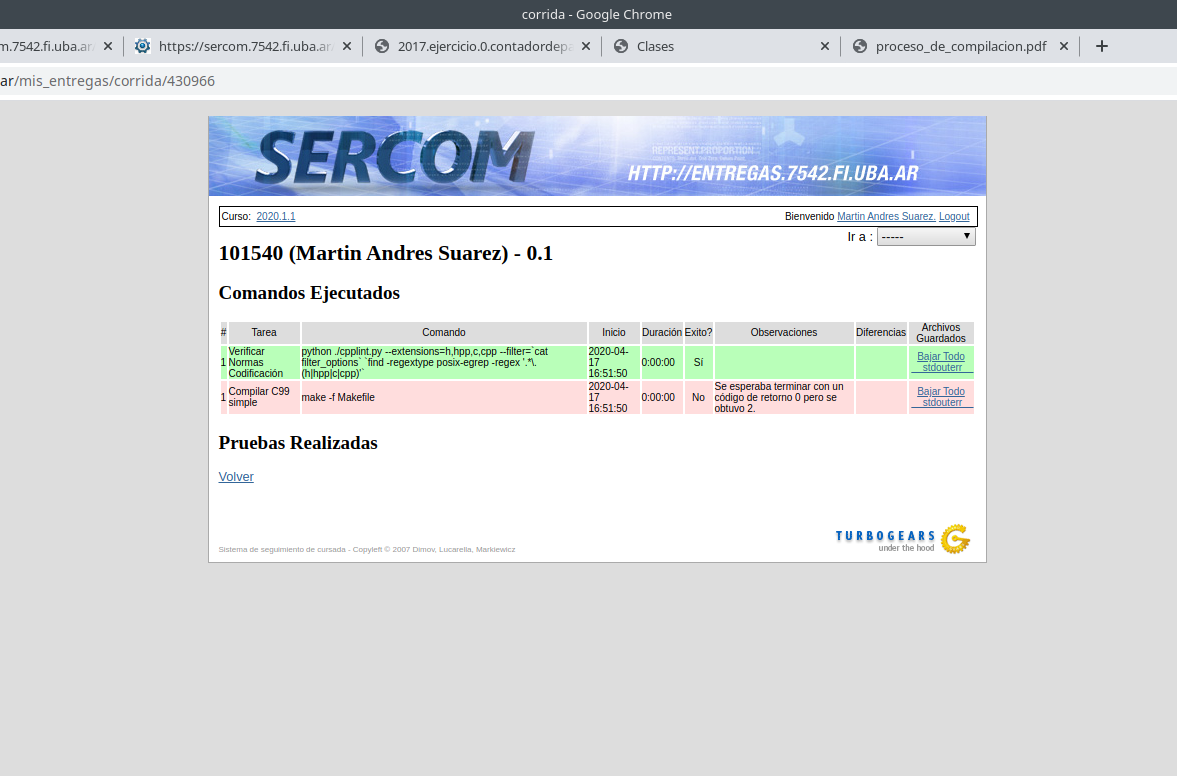 corrida - Google Chrome
m.7542.fi.uba.ar/
https://sercom.7542.fi.uba.ar/
2017.ejercicio.0.contadordepa
Clases
proceso_de_compilacion.pdf
ar/mis_entregas/corrida/430966
SERCOM
REPRESENT.PROPORTION
HTTP://ENTREGAS.7542.FI.UBA.AR
Curso: 2020.1.1
Bienvenido Martin Andres Suarez. Logout
Ir a : -----
101540 (Martin Andres Suarez) - 0.1
Comandos Ejecutados
# Tarea Comando Inicio Duración Exito? Observaciones Diferencias Archivos
Guardados
1 Verificar
Normas
Codificación
python ./cpplint.py --extensions=h,hpp,c,cpp --filter=`cat
filter_options` `find -regextype posix-egrep -regex '.*\.
(h|hpp|c|cpp)'`
2020-04-
17
16:51:50
0:00:00
Sí
Bajar Todo
stdouterr
1 Compilar C99
simple
make -f Makefile
2020-04-
17
16:51:50
0:00:00
No
Se esperaba terminar con un
código de retorno 0 pero se
obtuvo 2.
Bajar Todo
stdouterr
Pruebas Realizadas
Volver
TURBOGEARS
under the hood
Sistema de seguimiento de cursada - Copyleft © 2007 Dimov, Lucarella, Markiewicz